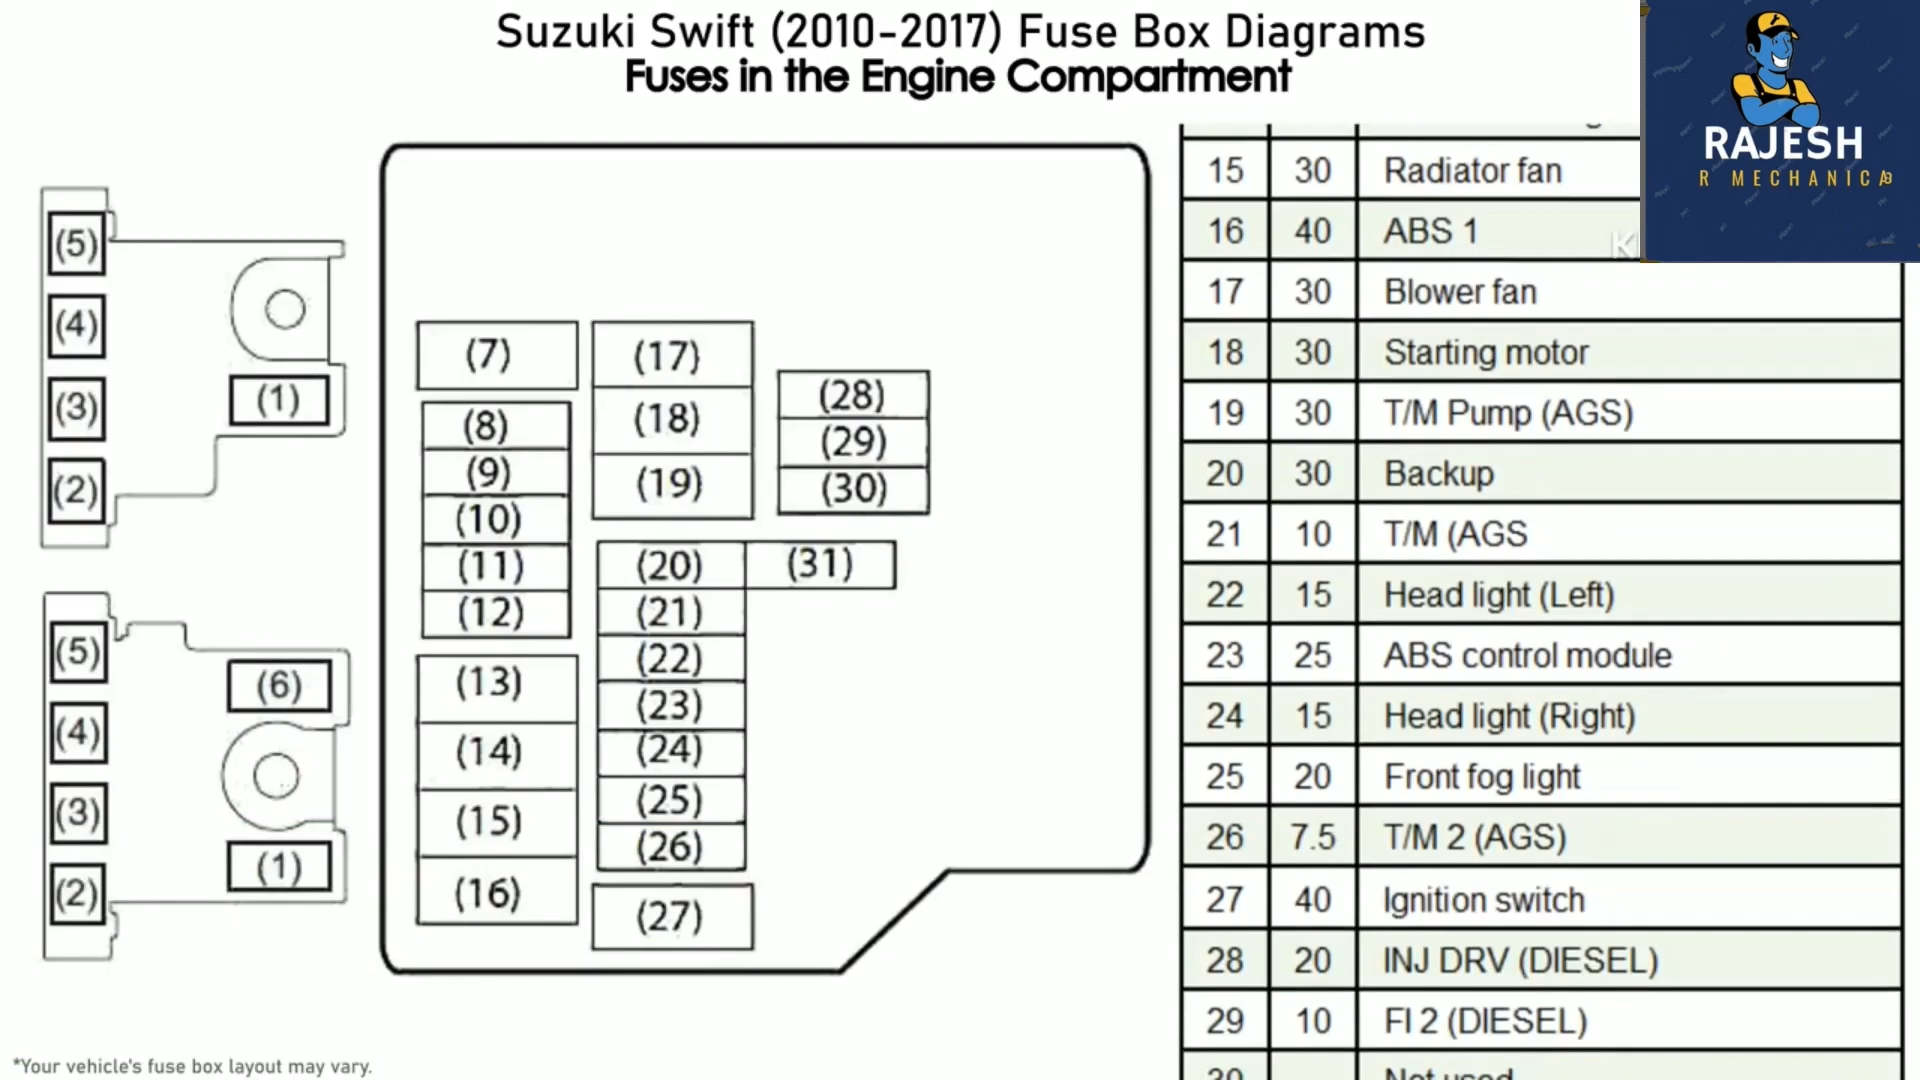 Suzuki Swift (2010-2017) Fuse Box Diagrams
Fuses in the Engine Compartment
RAJESH
R MECHANICA
(5)
(4)
(3)
(2)
(1)
(5)
(4)
(3)
(2)
(6)
(1)
(7)
(8)
(9)
(10)
(11)
(12)
(13)
(14)
(15)
(16)
(17)
(18)
(19)
(20)
(21)
(22)
(23)
(24)
(25)
(26)
(27)
(28)
(29)
(30)
(31)
15 30 Radiator fan
16 40 ABS 1
17 30 Blower fan
18 30 Starting motor
19 30 T/M Pump (AGS)
20 30 Backup
21 10 T/M (AGS
22 15 Head light (Left)
23 25 ABS control module
24 15 Head light (Right)
25 20 Front fog light
26 7.5 T/M 2 (AGS)
27 40 Ignition switch
28 20 INJ DRV (DIESEL)
29 10 FI 2 (DIESEL)
30 Not used
*Your vehicle's fuse box layout may vary.